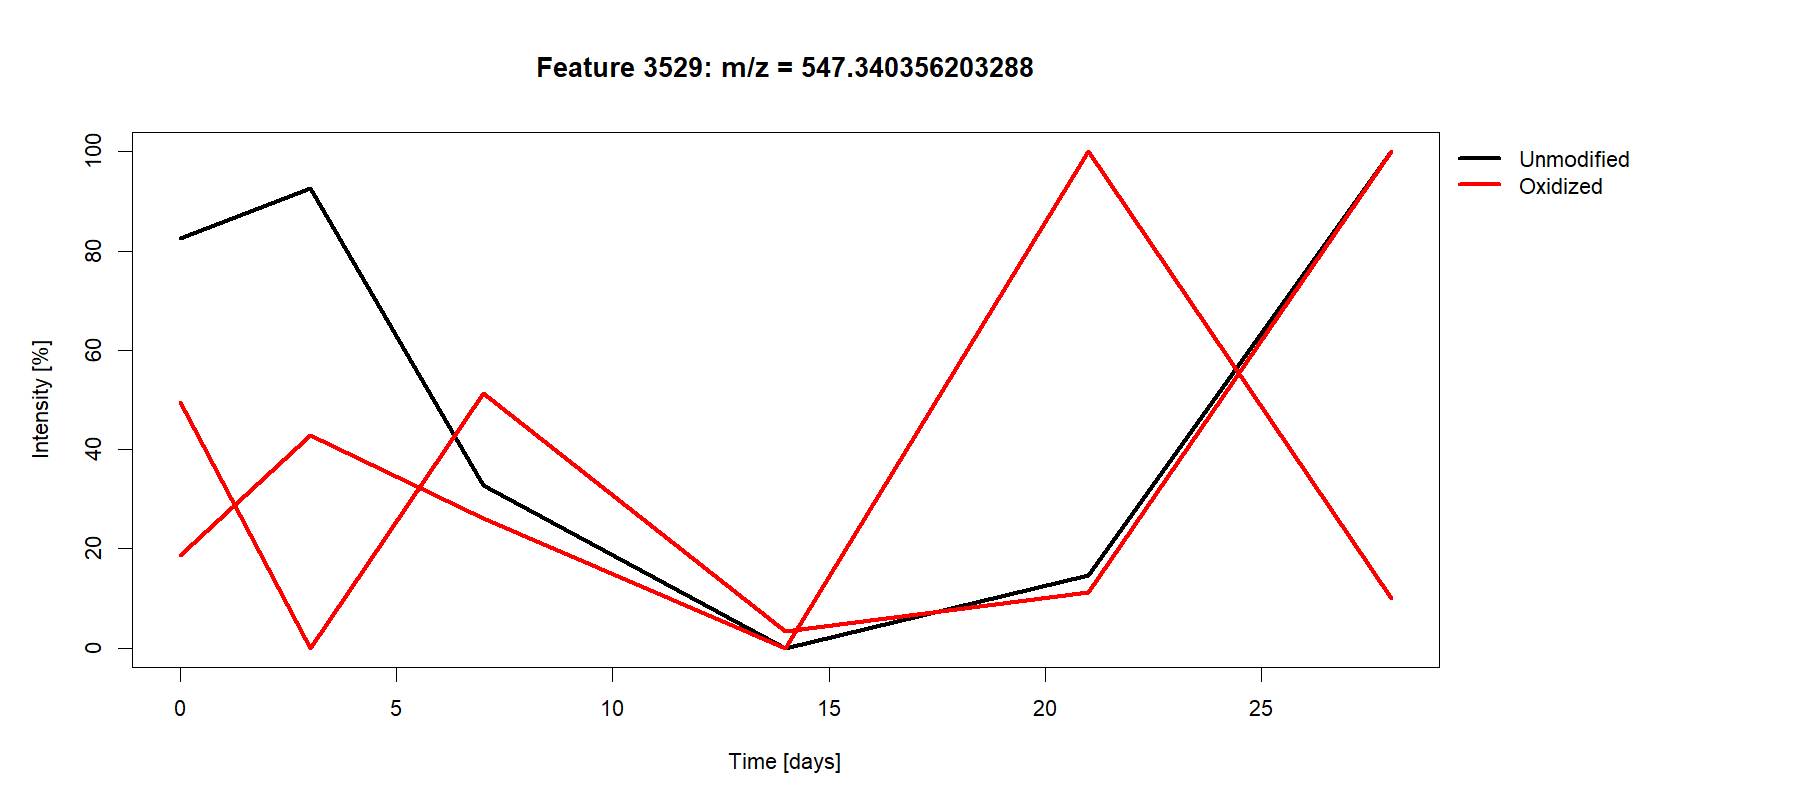 Feature 3529: m/z = 547.340356203288
100
80
60
40
20
0
Intensity [%]
0 5 10 15 20 25
Time [days]
Unmodified
Oxidized